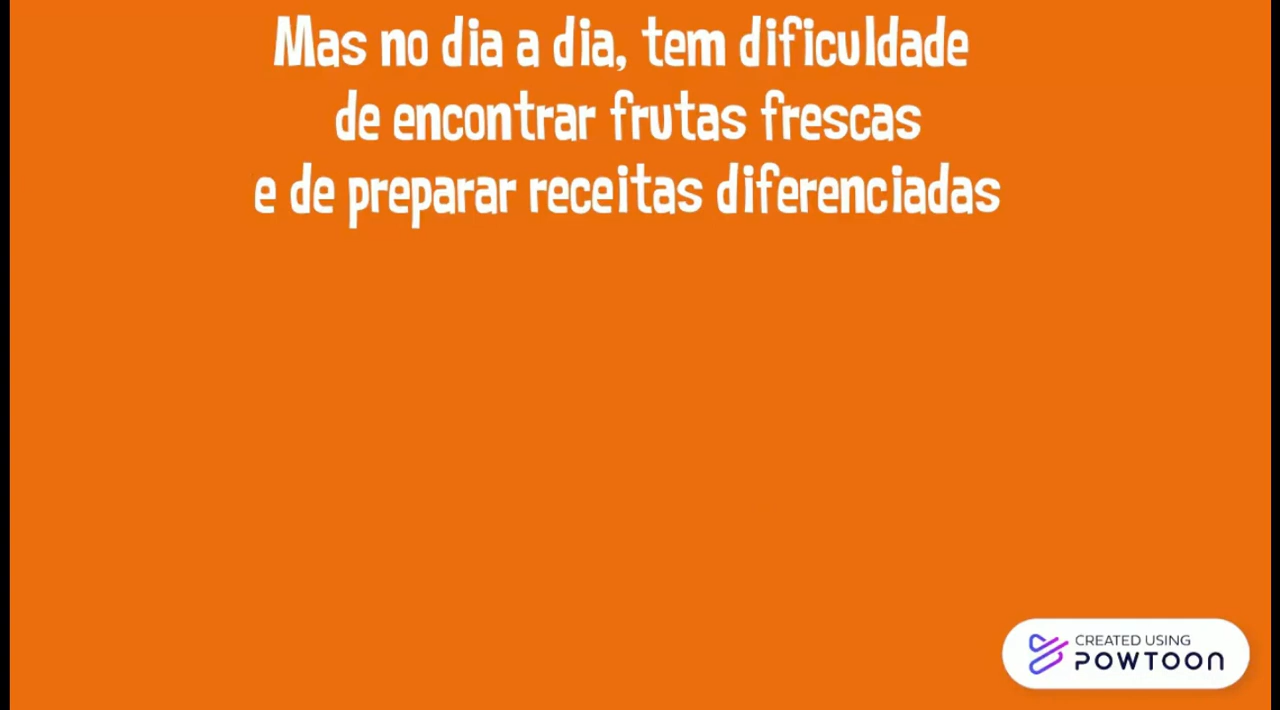 Mas no dia a dia, tem dificuldade
de encontrar frutas frescas
e de preparar receitas diferenciadas
CREATED USING
POWTOON